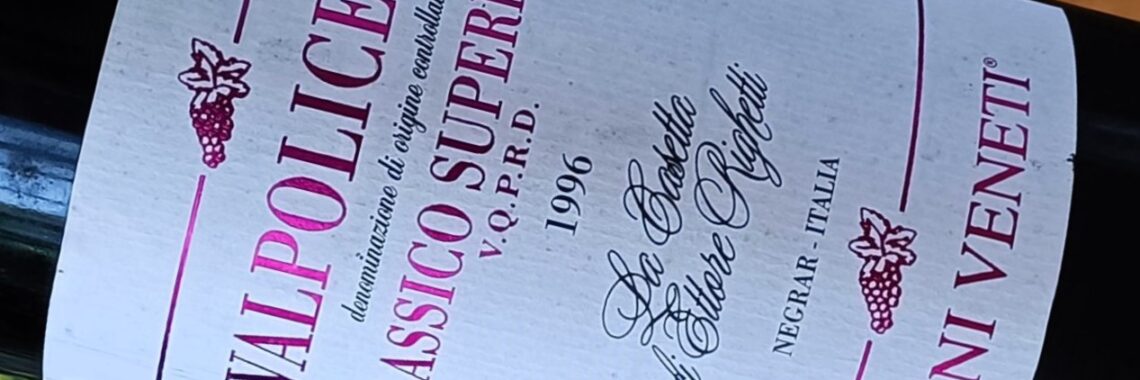 VALPOLICE
denominazione di origine controllata
ASSICO SUPERI
V.Q.P.R.D.
1996
La Casetta
di Ettore Righetti
NEGRAR - ITALIA
NI VENETI®